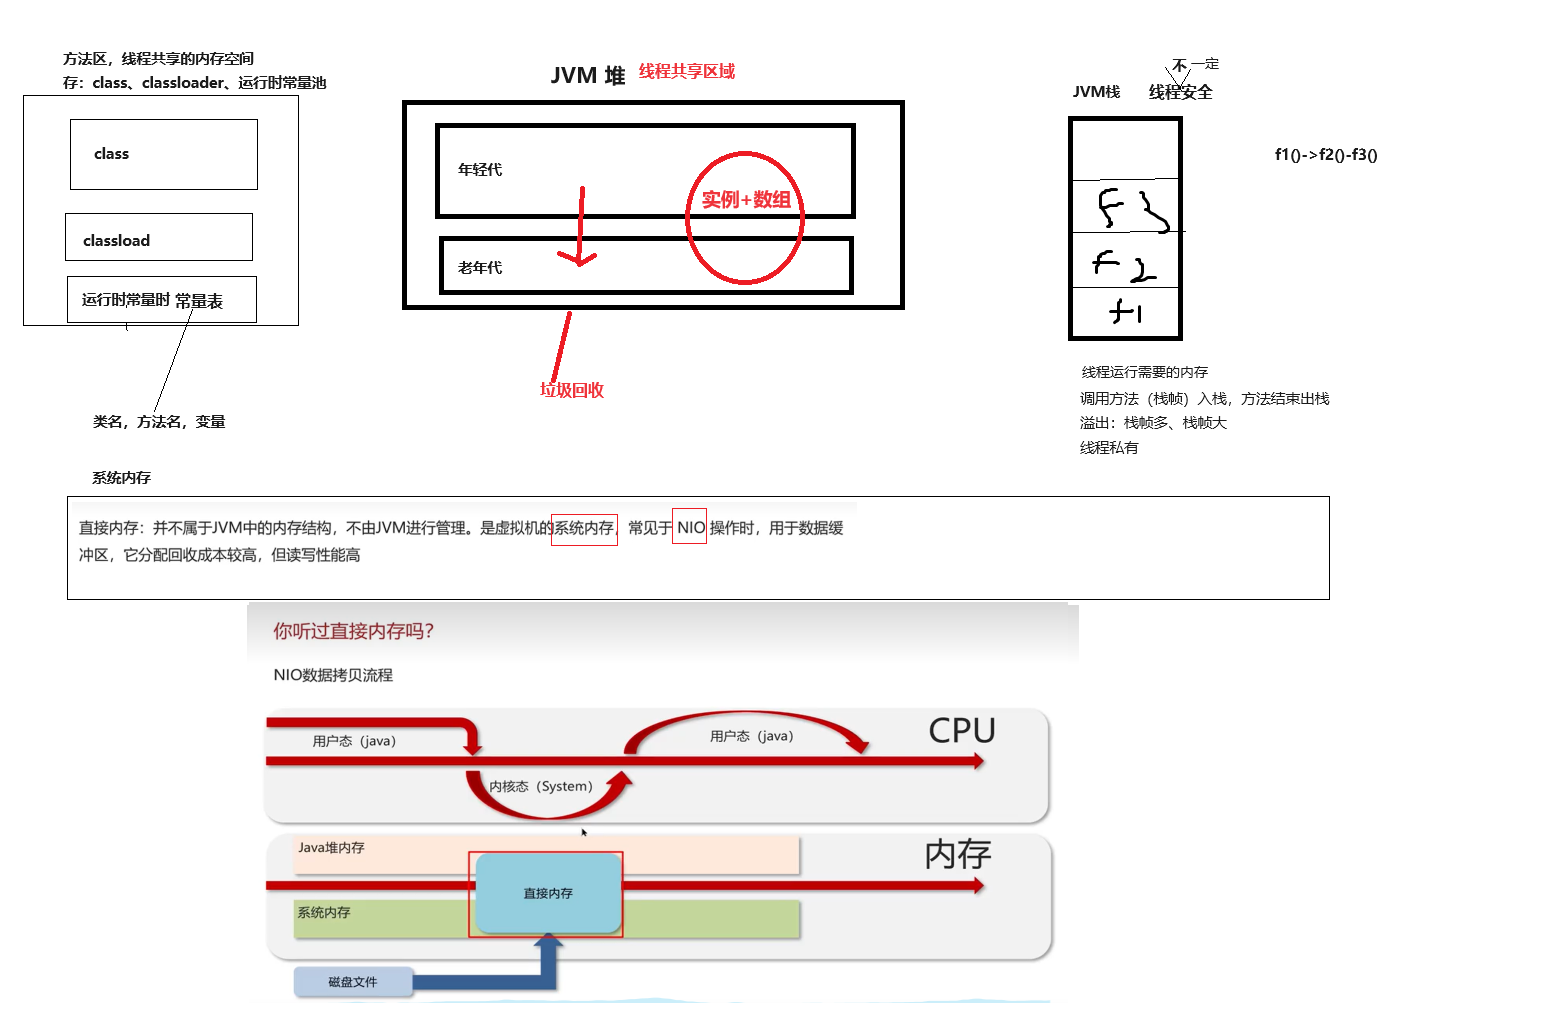 方法区，线程共享的内存空间
存：class、classloader、运行时常量池
class
classload
运行时常量时 常量表
类名，方法名，变量
JVM 堆 线程共享区域
年轻代
实例+数组
老年代
垃圾回收
不 一定
JVM栈 线程安全
f1()->f2()-f3()
F3
F2
f1
线程运行需要的内存
调用方法（栈帧）入栈，方法结束出栈
溢出：栈帧多、栈帧大
线程私有
系统内存
直接内存：并不属于JVM中的内存结构，不由JVM进行管理。是虚拟机的系统内存，常见于 NIO 操作时，用于数据缓
冲区，它分配回收成本较高，但读写性能高
你听过直接内存吗？
NIO数据拷贝流程
CPU
用户态（java）
用户态（java）
内核态（System）
Java堆内存
内存
直接内存
系统内存
磁盘文件